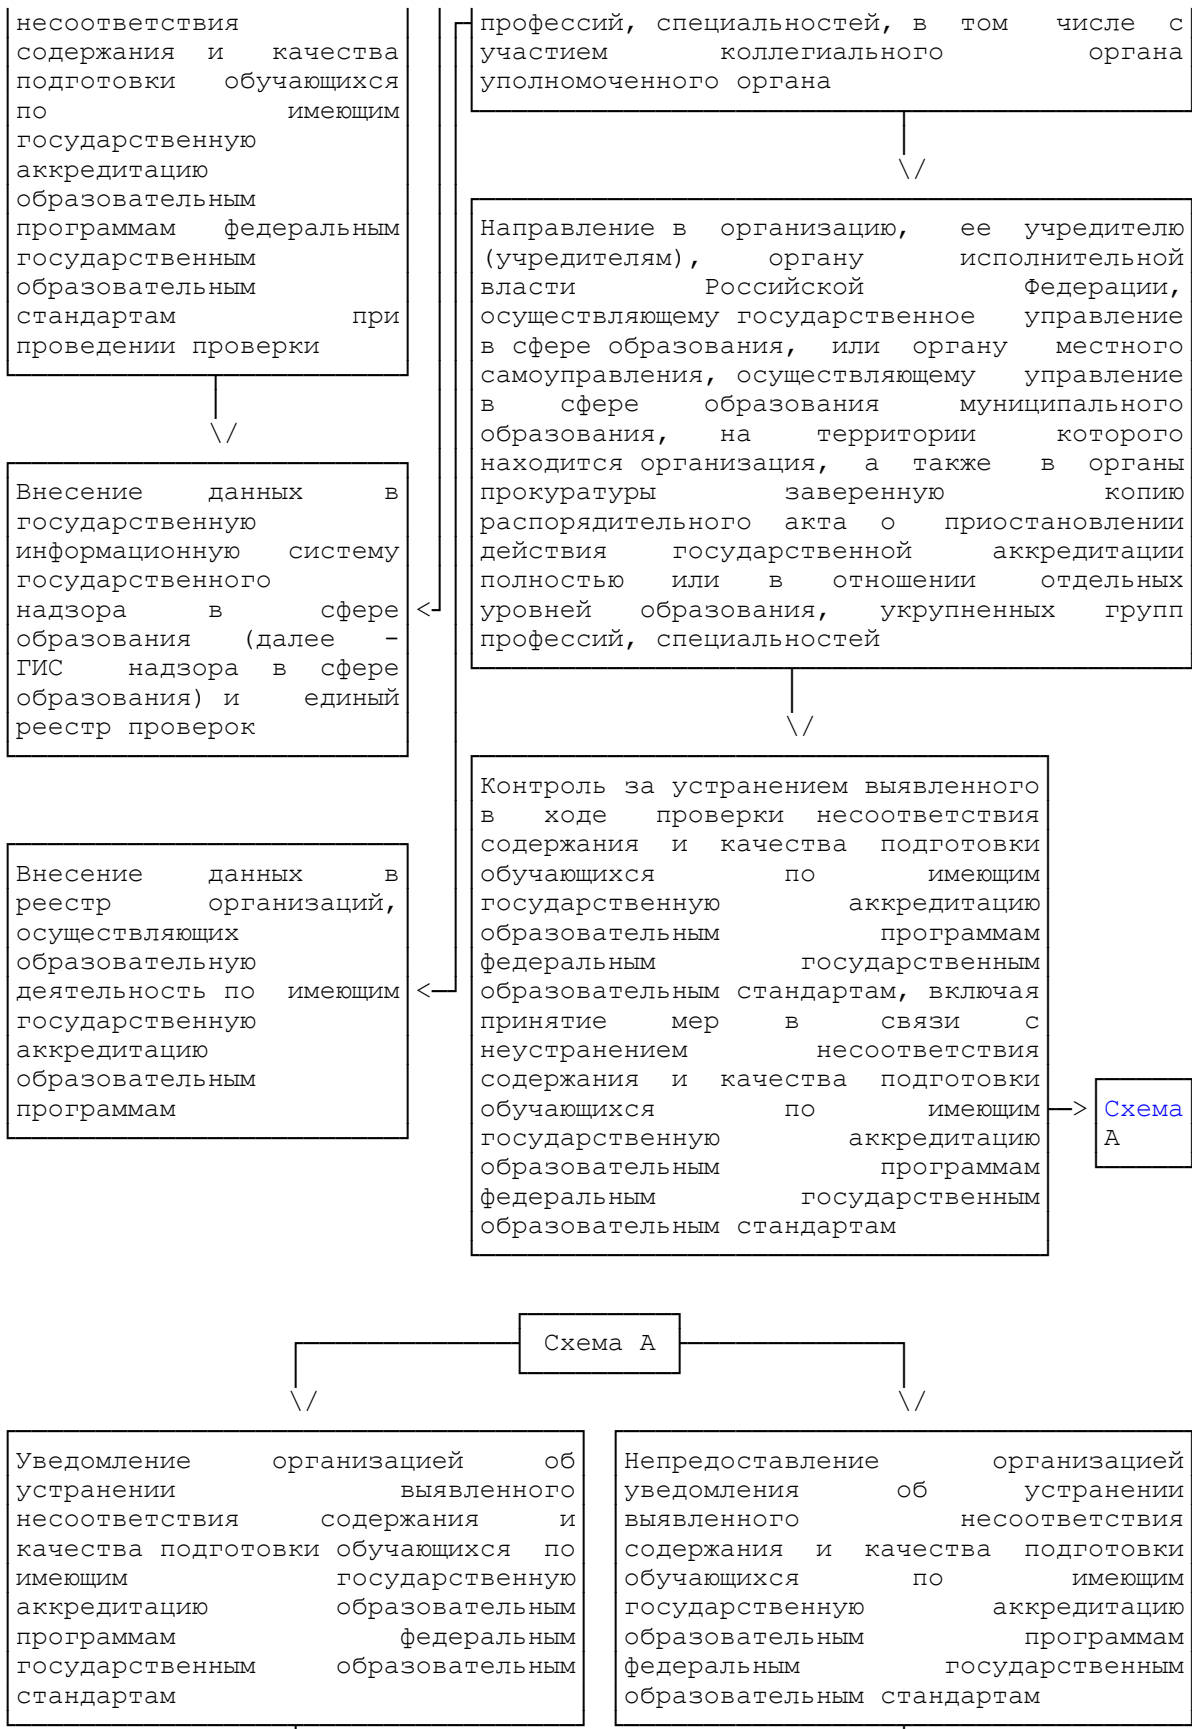 несоответствия
содержания и качества
подготовки обучающихся
по имеющим
государственную
аккредитацию
образовательным
программам федеральным
государственным
образовательным
стандартам при
проведении проверки
профессий, специальностей, в том числе с
участием коллегиального органа
уполномоченного органа
Направление в организацию, ее учредителю
(учредителям), органу исполнительной
власти Российской Федерации,
осуществляющему государственное управление
в сфере образования, или органу местного
самоуправления, осуществляющему управление
в сфере образования муниципального
образования, на территории которого
находится организация, а также в органы
прокуратуры заверенную копию
распорядительного акта о приостановлении
действия государственной аккредитации
полностью или в отношении отдельных
уровней образования, укрупненных групп
профессий, специальностей
Внесение данных в
государственную
информационную систему
государственного
надзора в сфере
образования (далее -
ГИС надзора в сфере
образования) и единый
реестр проверок
Внесение данных в
реестр организаций,
осуществляющих
образовательную
деятельность по имеющим
государственную
аккредитацию
образовательным
программам
Контроль за устранением выявленного
в ходе проверки несоответствия
содержания и качества подготовки
обучающихся по имеющим
государственную аккредитацию
образовательным программам
федеральным государственным
образовательным стандартам, включая
принятие мер в связи с
неустранением несоответствия
содержания и качества подготовки
обучающихся по имеющим
государственную аккредитацию
образовательным программам
федеральным государственным
образовательным стандартам
Схема
А
Схема А
Уведомление организацией об
устранении выявленного
несоответствия содержания и
качества подготовки обучающихся по
имеющим государственную
аккредитацию образовательным
программам федеральным
государственным образовательным
стандартам
Непредоставление организацией
уведомления об устранении
выявленного несоответствия
содержания и качества подготовки
обучающихся по имеющим
государственную аккредитацию
образовательным программам
федеральным государственным
образовательным стандартам